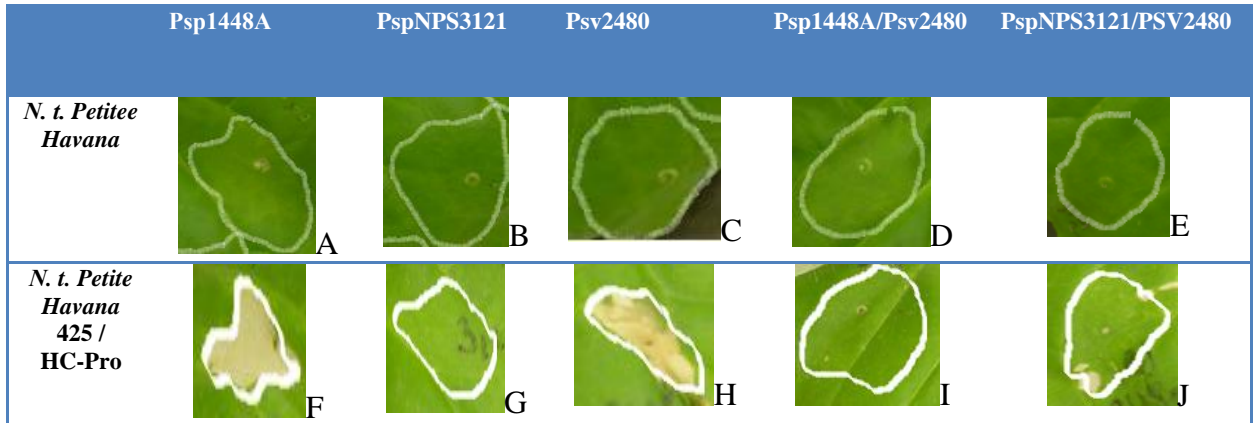 Psp1448A PspNPS3121 Psv2480 Psp1448A/Psv2480 PspNPS3121/PSV2480
N. t. Petitee
Havana
A B C D E
N. t. Petite
Havana
425 /
HC-Pro
F G H I J